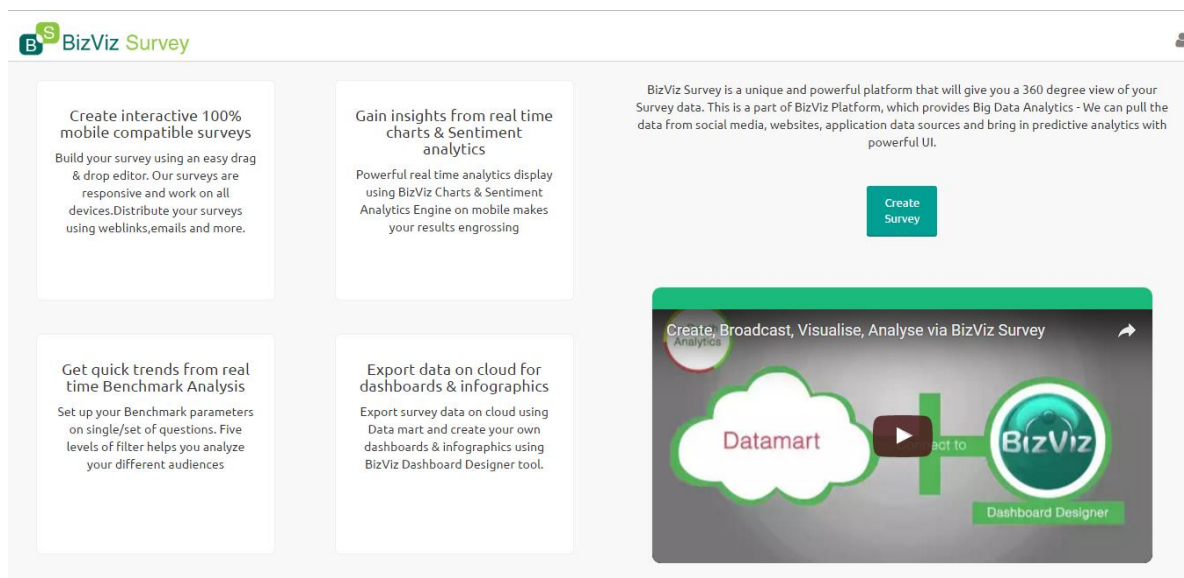 BS BizViz Survey
Create interactive 100%
mobile compatible surveys
Build your survey using an easy drag
& drop editor. Our surveys are
responsive and work on all
devices.Distribute your surveys
using weblinks,emails and more.
Gain insights from real time
charts & Sentiment
analytics
Powerful real time analytics display
using BizViz Charts & Sentiment
Analytics Engine on mobile makes
your results engrossing
Get quick trends from real
time Benchmark Analysis
Set up your Benchmark parameters
on single/set of questions. Five
levels of filter helps you analyze
your different audiences
Export data on cloud for
dashboards & infographics
Export survey data on cloud using
Data mart and create your own
dashboards & infographics using
BizViz Dashboard Designer tool.
BizViz Survey is a unique and powerful platform that will give you a 360 degree view of your
Survey data. This is a part of BizViz Platform, which provides Big Data Analytics - We can pull the
data from social media, websites, application data sources and bring in predictive analytics with
powerful UI.
Create
Survey
Create, Broadcast, Visualise, Analyse via BizViz Survey
Analytics
Datamart
to
BizViz
Dashboard Designer